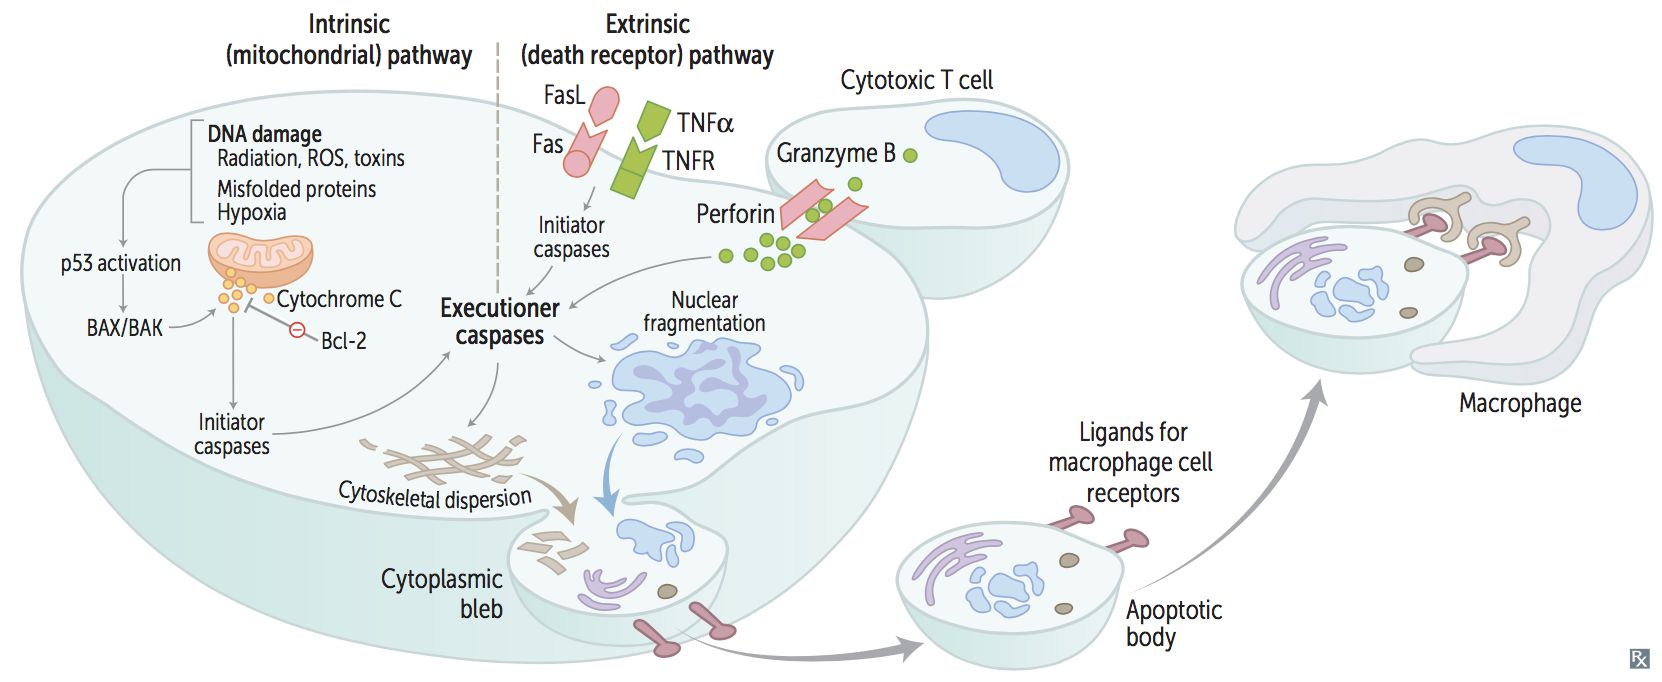 Intrinsic
(mitochondrial) pathway
Extrinsic
(death receptor) pathway
DNA damage
Radiation, ROS, toxins
Misfolded proteins
Hypoxia
p53 activation
BAX/BAK
Cytochrome C
Bcl-2
Initiator
caspases
FasL
Fas
TNFα
TNFR
Initiator
caspases
Cytotoxic T cell
Granzyme B
Perforin
Executioner
caspases
Nuclear
fragmentation
Cytoskeletal dispersion
Cytoplasmic
bleb
Ligands for
macrophage cell
receptors
Apoptotic
body
Macrophage
Rx